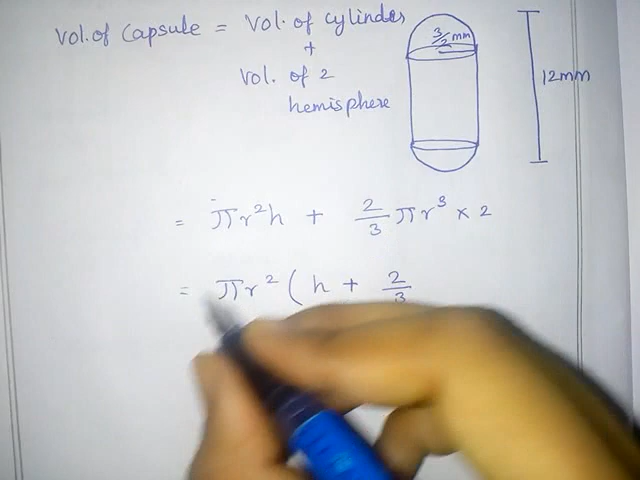 Vol. of Capsule = Vol. of cylinder
+
Vol. of 2
hemisphere
3/2 mm
12mm
= πr²h + 2/3 πr³ × 2
= πr² ( h + 2/3